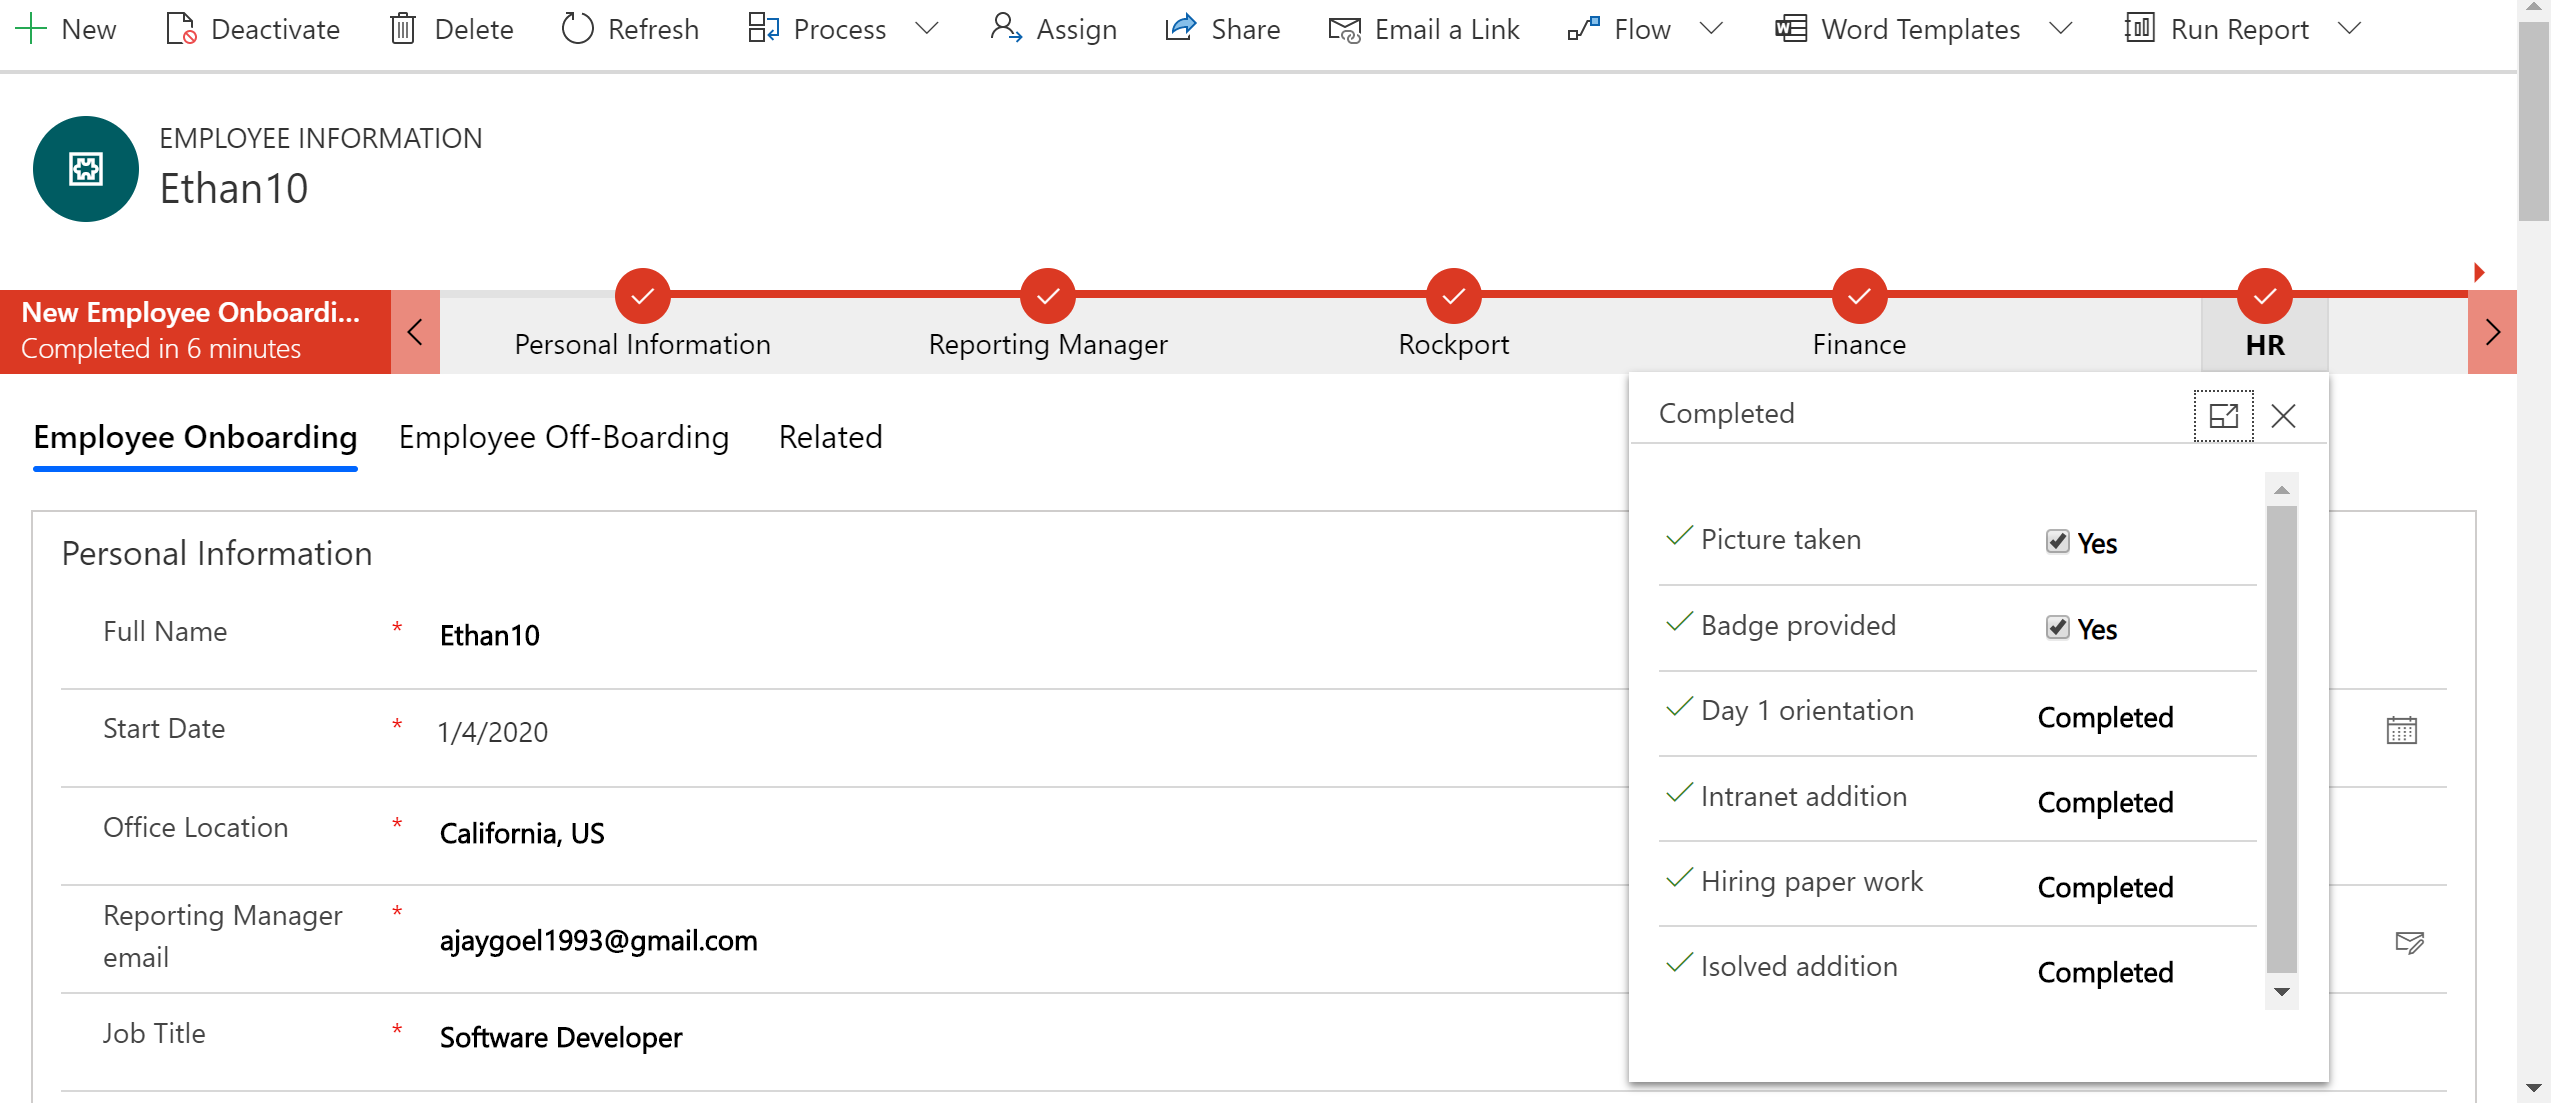 New Deactivate Delete Refresh Process Assign Share Email a Link Flow Word Templates Run Report
EMPLOYEE INFORMATION
Ethan10
New Employee Onboardi...
Completed in 6 minutes
Personal Information Reporting Manager Rockport Finance HR
Employee Onboarding Employee Off-Boarding Related
Personal Information
Full Name * Ethan10
Start Date * 1/4/2020
Office Location * California, US
Reporting Manager email * ajaygoel1993@gmail.com
Job Title * Software Developer
Completed
Picture taken Yes
Badge provided Yes
Day 1 orientation Completed
Intranet addition Completed
Hiring paper work Completed
Isolved addition Completed